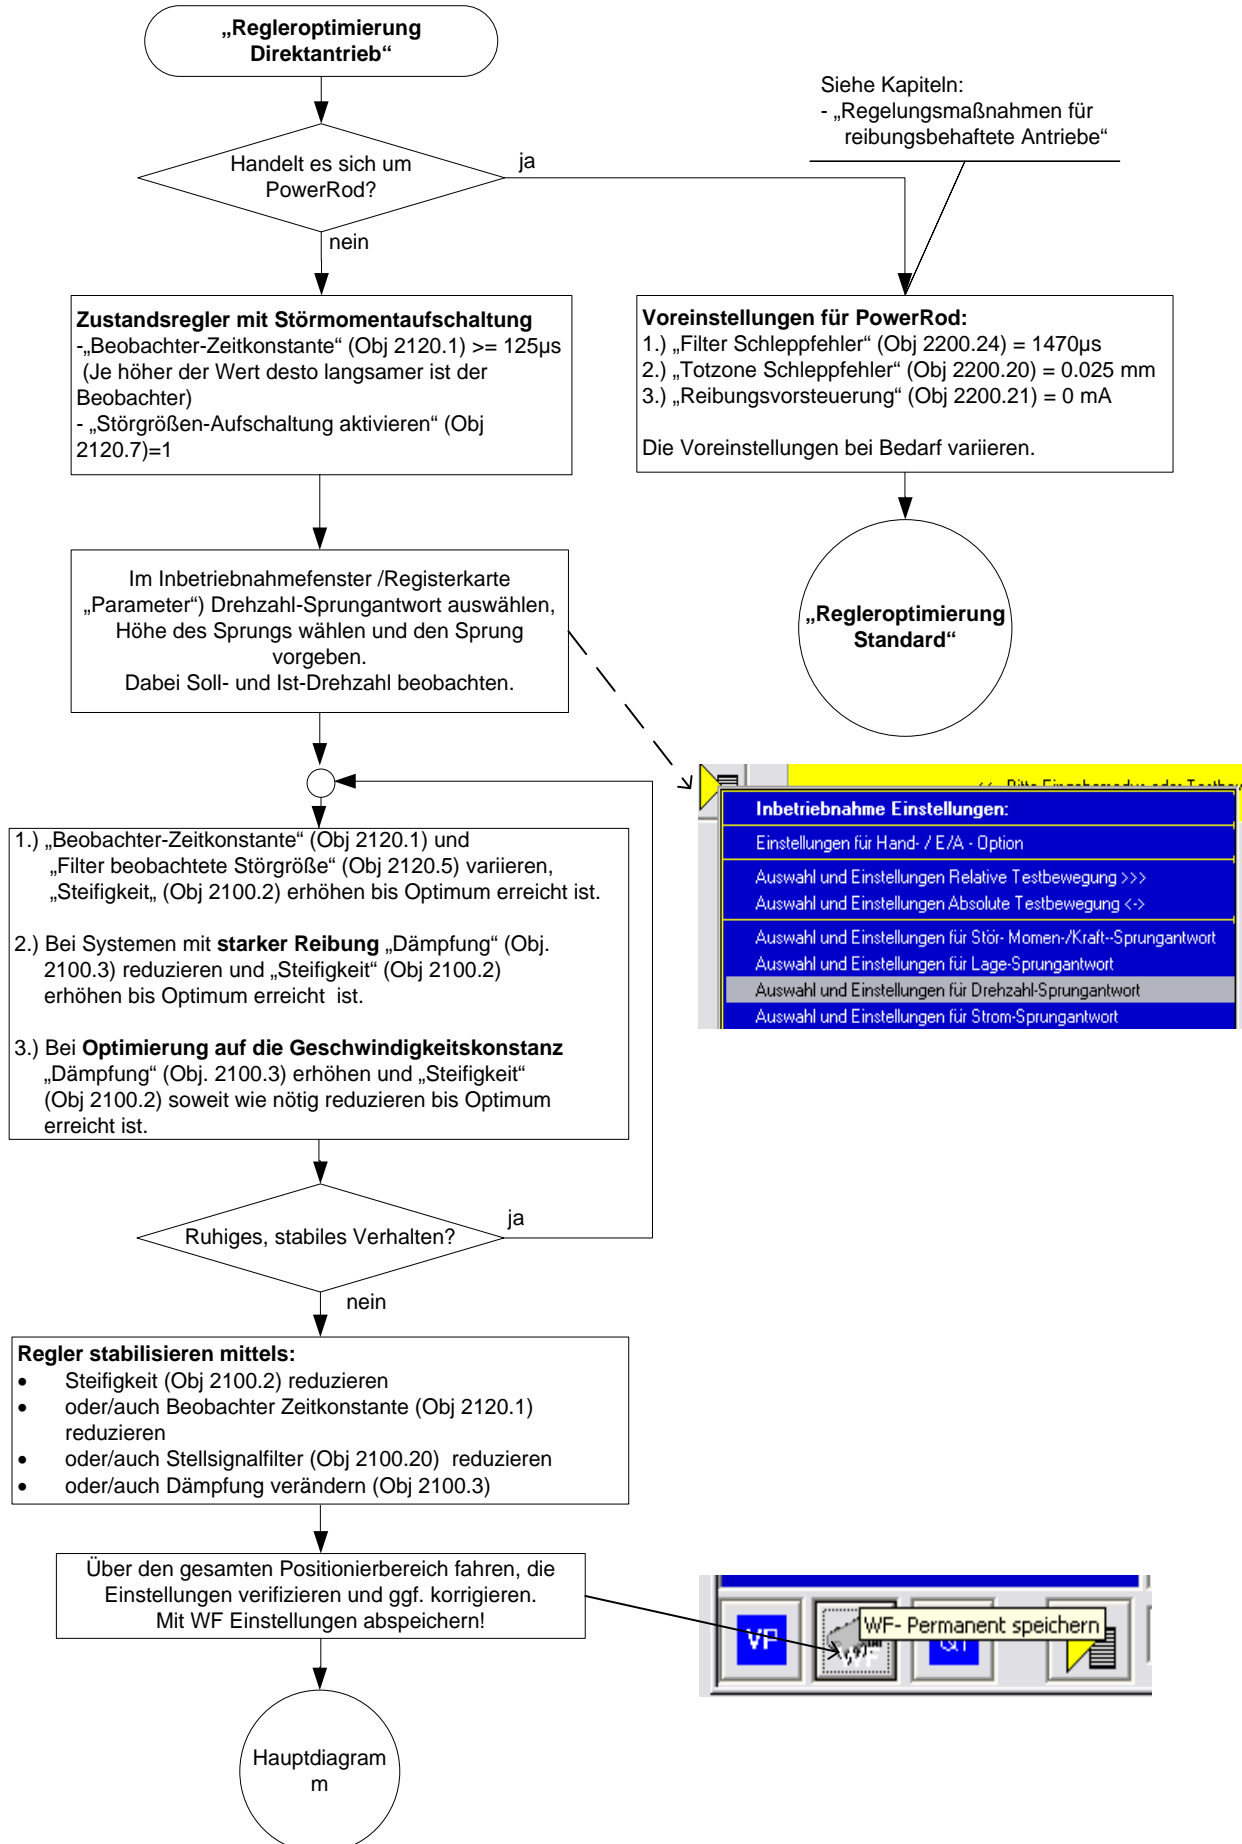 „Regleroptimierung
Direktantrieb“
Siehe Kapiteln:
- „Regelungsmaßnahmen für
reibungsbehaftete Antriebe“
Handelt es sich um
PowerRod?
ja
nein
Zustandsregler mit Störmomentaufschaltung
-„Beobachter-Zeitkonstante“ (Obj 2120.1) >= 125µs
(Je höher der Wert desto langsamer ist der
Beobachter)
- „Störgrößen-Aufschaltung aktivieren“ (Obj
2120.7)=1
Voreinstellungen für PowerRod:
1.) „Filter Schleppfehler“ (Obj 2200.24) = 1470µs
2.) „Totzone Schleppfehler“ (Obj 2200.20) = 0.025 mm
3.) „Reibungsvorsteuerung“ (Obj 2200.21) = 0 mA
Die Voreinstellungen bei Bedarf variieren.
Im Inbetriebnahmefenster /Registerkarte
„Parameter“) Drehzahl-Sprungantwort auswählen,
Höhe des Sprungs wählen und den Sprung
vorgeben.
Dabei Soll- und Ist-Drehzahl beobachten.
„Regleroptimierung
Standard“
Inbetriebnahme Einstellungen:
Einstellungen für Hand- / E/A - Option
Auswahl und Einstellungen Relative Testbewegung >>>
Auswahl und Einstellungen Absolute Testbewegung <->
Auswahl und Einstellungen für Stör- Momen-/Kraft--Sprungantwort
Auswahl und Einstellungen für Lage-Sprungantwort
Auswahl und Einstellungen für Drehzahl-Sprungantwort
Auswahl und Einstellungen für Strom-Sprungantwort
1.) „Beobachter-Zeitkonstante“ (Obj 2120.1) und
„Filter beobachtete Störgröße“ (Obj 2120.5) variieren,
„Steifigkeit„ (Obj 2100.2) erhöhen bis Optimum erreicht ist.
2.) Bei Systemen mit starker Reibung „Dämpfung“ (Obj.
2100.3) reduzieren und „Steifigkeit“ (Obj 2100.2)
erhöhen bis Optimum erreicht ist.
3.) Bei Optimierung auf die Geschwindigkeitskonstanz
„Dämpfung“ (Obj. 2100.3) erhöhen und „Steifigkeit“
(Obj 2100.2) soweit wie nötig reduzieren bis Optimum
erreicht ist.
Ruhiges, stabiles Verhalten?
ja
nein
Regler stabilisieren mittels:
• Steifigkeit (Obj 2100.2) reduzieren
• oder/auch Beobachter Zeitkonstante (Obj 2120.1)
reduzieren
• oder/auch Stellsignalfilter (Obj 2100.20) reduzieren
• oder/auch Dämpfung verändern (Obj 2100.3)
Über den gesamten Positionierbereich fahren, die
Einstellungen verifizieren und ggf. korrigieren.
Mit WF Einstellungen abspeichern!
VP
WF
WF- Permanent speichern
Hauptdiagram
m